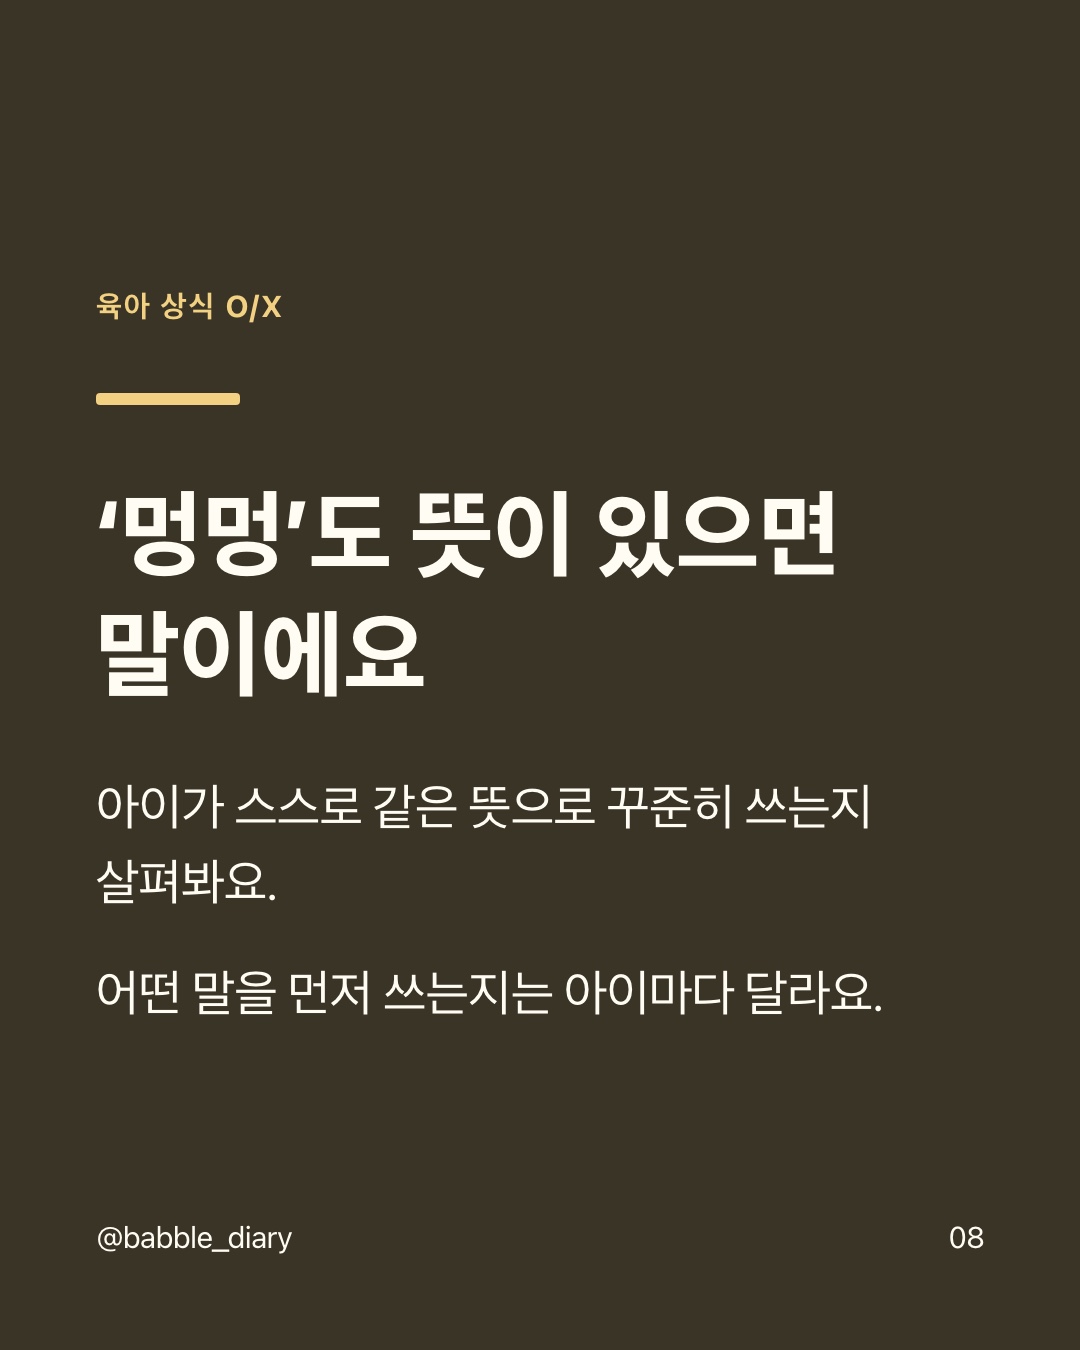 육아 상식 O/X
‘멍멍’도 뜻이 있으면
말이에요
아이가 스스로 같은 뜻으로 꾸준히 쓰는지
살펴봐요.
어떤 말을 먼저 쓰는지는 아이마다 달라요.
@babble_diary
08